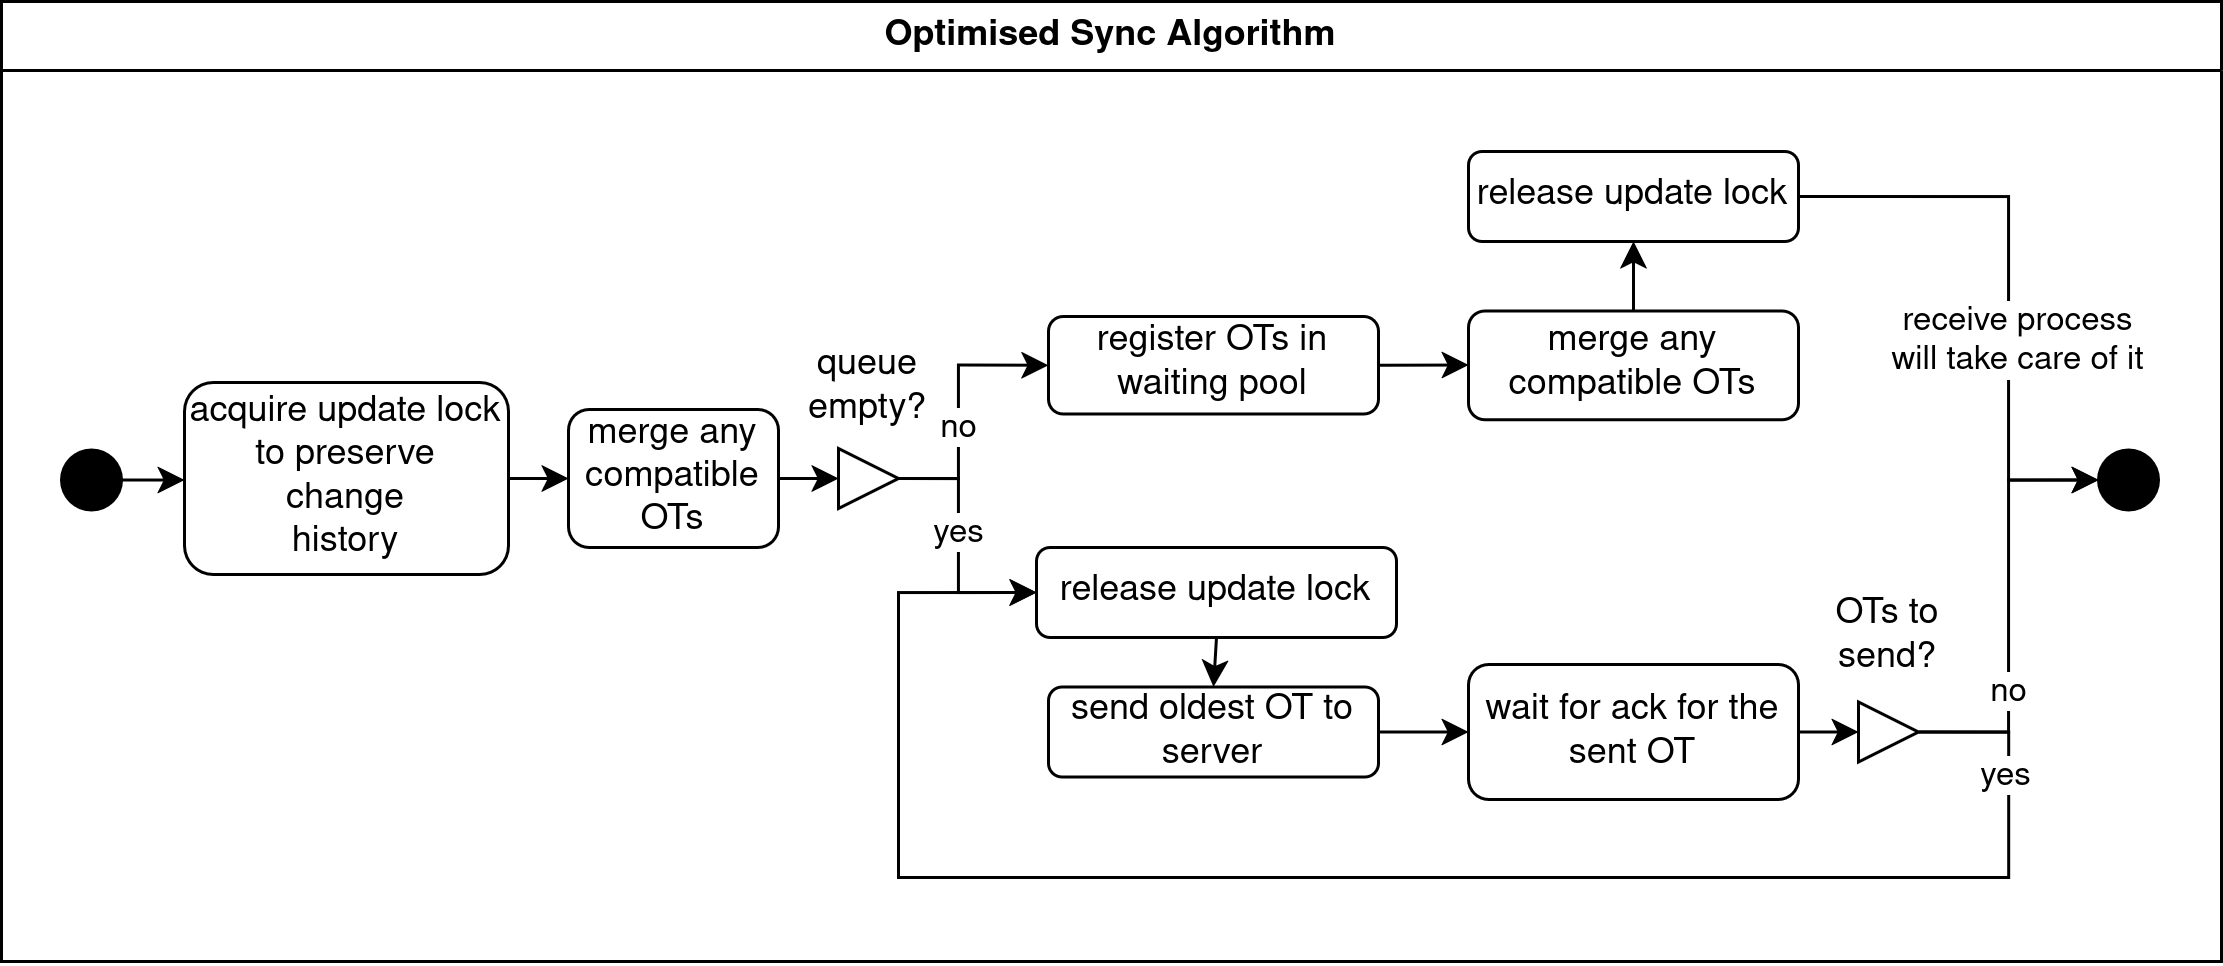 Optimised Sync Algorithm
acquire update lock
to preserve
change
history
merge any
compatible
OTs
queue
empty?
no
yes
register OTs in
waiting pool
merge any
compatible OTs
release update lock
receive process
will take care of it
release update lock
send oldest OT to
server
wait for ack for the
sent OT
OTs to
send?
no
yes